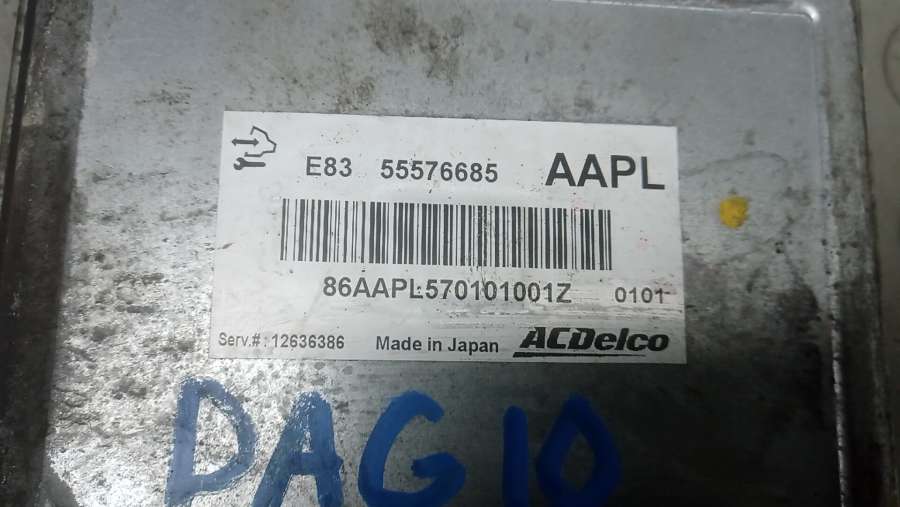 E83 55576685 AAPL
86AAPL570101001Z 0101
Serv.#: 12636386 Made in Japan ACDelco
DAG10